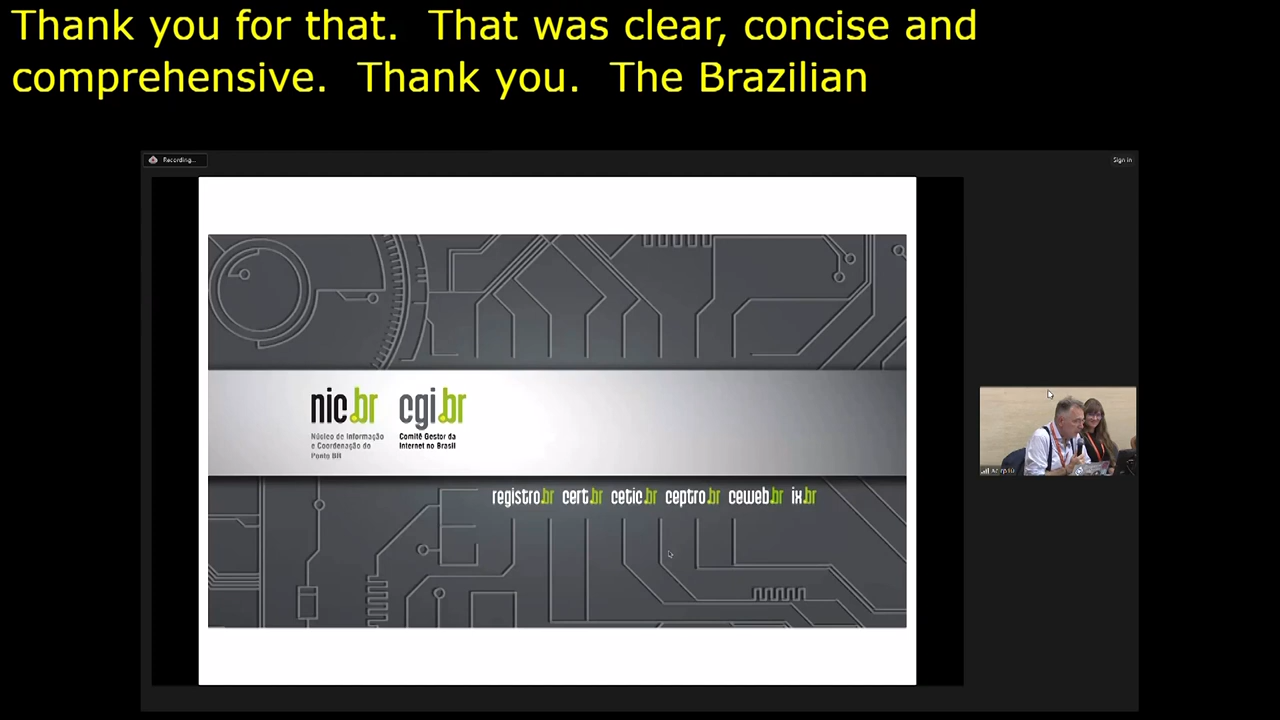 Thank you for that.  That was clear, concise and
comprehensive.  Thank you.  The Brazilian
Recording...
Sign in
nic.br cgi.br
Núcleo de Informação
e Coordenação do
Ponto BR
Comitê Gestor da
Internet no Brasil
registro.br cert.br cetic.br ceptro.br ceweb.br ix.br